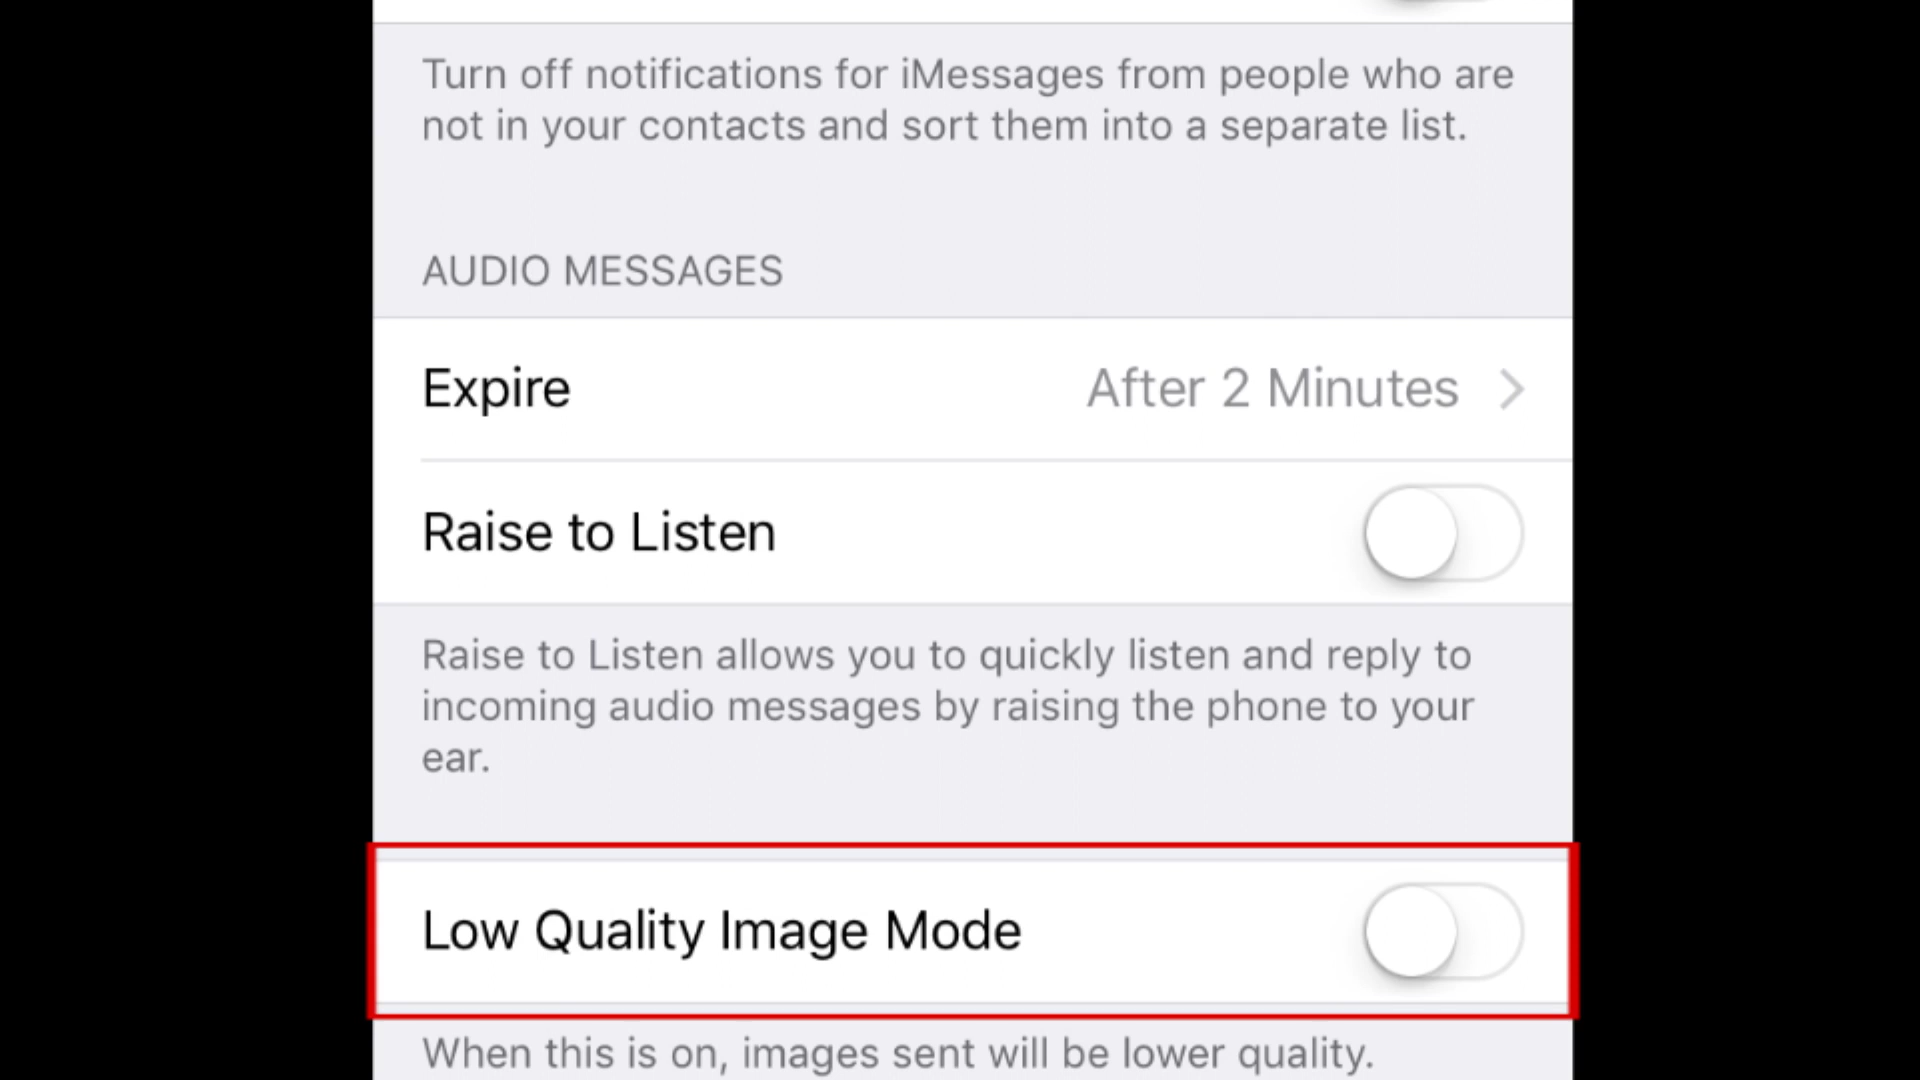 Turn off notifications for iMessages from people who are
not in your contacts and sort them into a separate list.
AUDIO MESSAGES
Expire After 2 Minutes
Raise to Listen
Raise to Listen allows you to quickly listen and reply to
incoming audio messages by raising the phone to your
ear.
Low Quality Image Mode
When this is on, images sent will be lower quality.